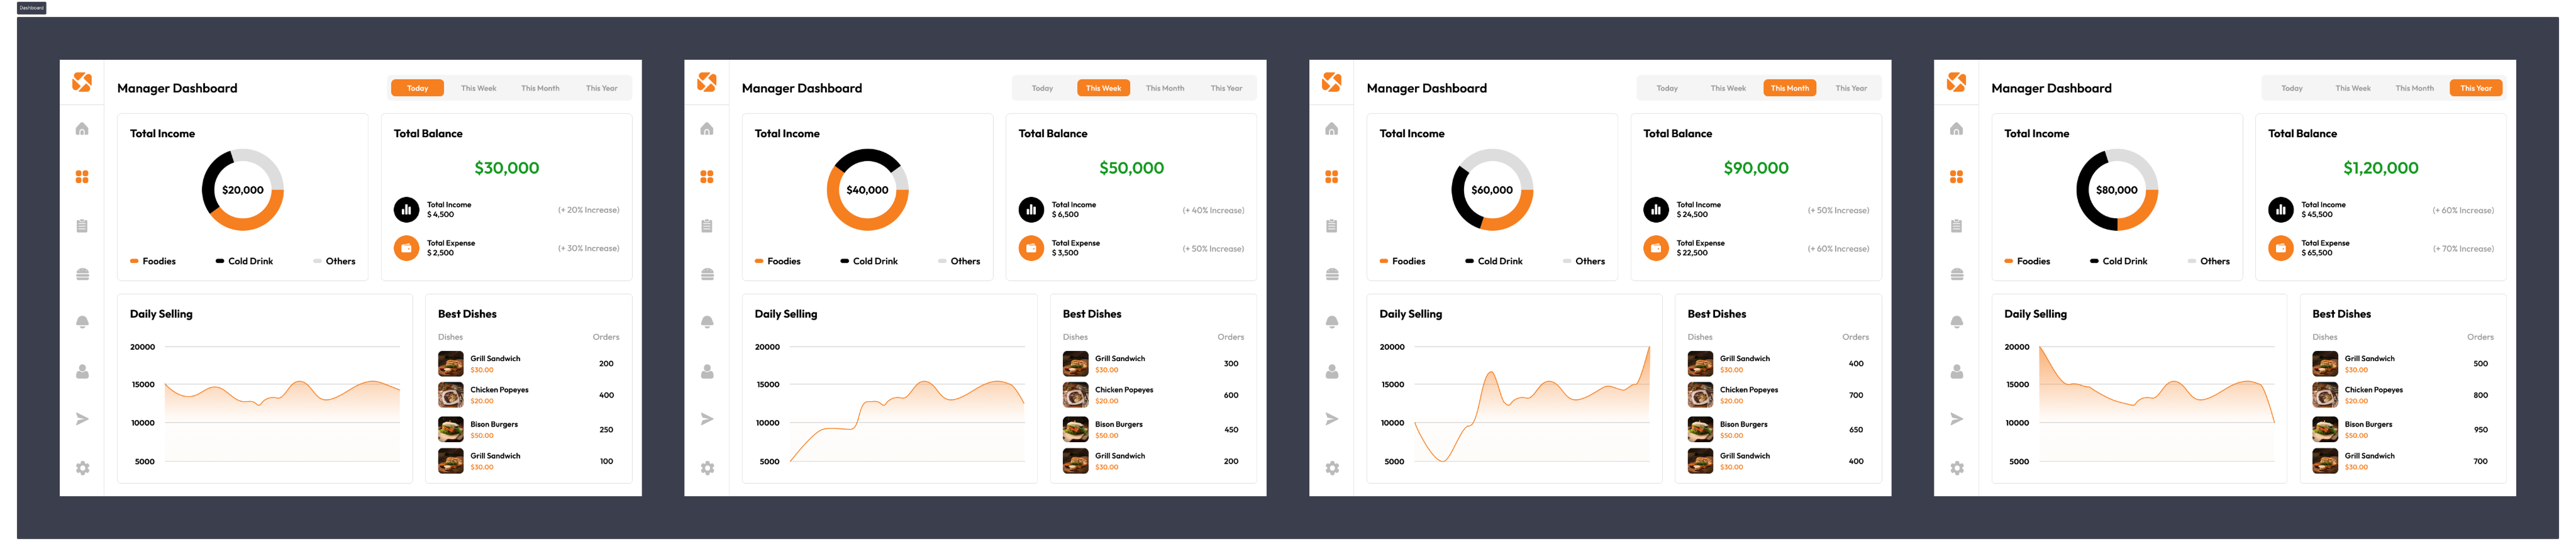 Dashboard
Manager Dashboard
Today This Week This Month This Year
Total Income
$20,000
Foodies Cold Drink Others
Total Balance
$30,000
Total Income
$ 4,500
(+ 20% Increase)
Total Expense
$ 2,500
(+ 30% Increase)
Daily Selling
20000
15000
10000
5000
Best Dishes
Dishes Orders
Grill Sandwich
$30.00
200
Chicken Popeyes
$20.00
400
Bison Burgers
$50.00
250
Grill Sandwich
$30.00
100
Manager Dashboard
Today This Week This Month This Year
Total Income
$40,000
Foodies Cold Drink Others
Total Balance
$50,000
Total Income
$ 6,500
(+ 40% Increase)
Total Expense
$ 3,500
(+ 50% Increase)
Daily Selling
20000
15000
10000
5000
Best Dishes
Dishes Orders
Grill Sandwich
$30.00
300
Chicken Popeyes
$20.00
600
Bison Burgers
$50.00
450
Grill Sandwich
$30.00
200
Manager Dashboard
Today This Week This Month This Year
Total Income
$60,000
Foodies Cold Drink Others
Total Balance
$90,000
Total Income
$ 24,500
(+ 50% Increase)
Total Expense
$ 22,500
(+ 60% Increase)
Daily Selling
20000
15000
10000
5000
Best Dishes
Dishes Orders
Grill Sandwich
$30.00
400
Chicken Popeyes
$20.00
700
Bison Burgers
$50.00
650
Grill Sandwich
$30.00
400
Manager Dashboard
Today This Week This Month This Year
Total Income
$80,000
Foodies Cold Drink Others
Total Balance
$1,20,000
Total Income
$ 45,500
(+ 60% Increase)
Total Expense
$ 65,500
(+ 70% Increase)
Daily Selling
20000
15000
10000
5000
Best Dishes
Dishes Orders
Grill Sandwich
$30.00
500
Chicken Popeyes
$20.00
800
Bison Burgers
$50.00
950
Grill Sandwich
$30.00
700